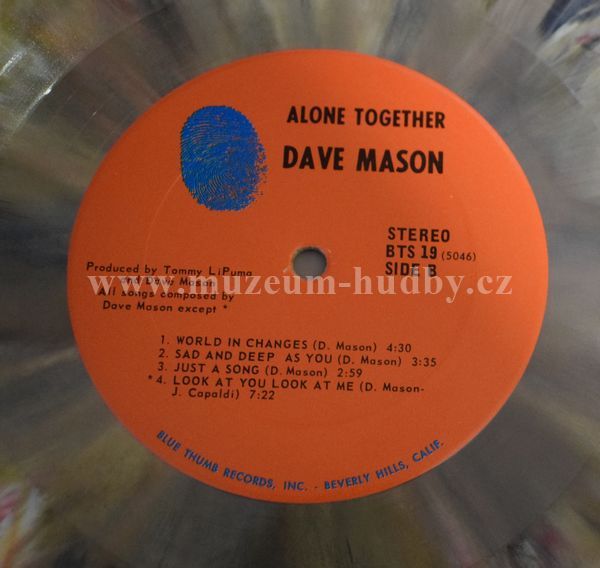 ALONE TOGETHER
DAVE MASON
STEREO
BTS 19 (5046)
SIDE B
Produced by Tommy LiPuma
and Dave Mason
All songs composed by
Dave Mason except *
www.muzeum-hudby.cz
1. WORLD IN CHANGES (D. Mason) 4:30
2. SAD AND DEEP AS YOU (D. Mason) 3:35
3. JUST A SONG (D. Mason) 2:59
*4. LOOK AT YOU LOOK AT ME (D. Mason-
J. Capaldi) 7:22
BLUE THUMB RECORDS, INC. - BEVERLY HILLS, CALIF.